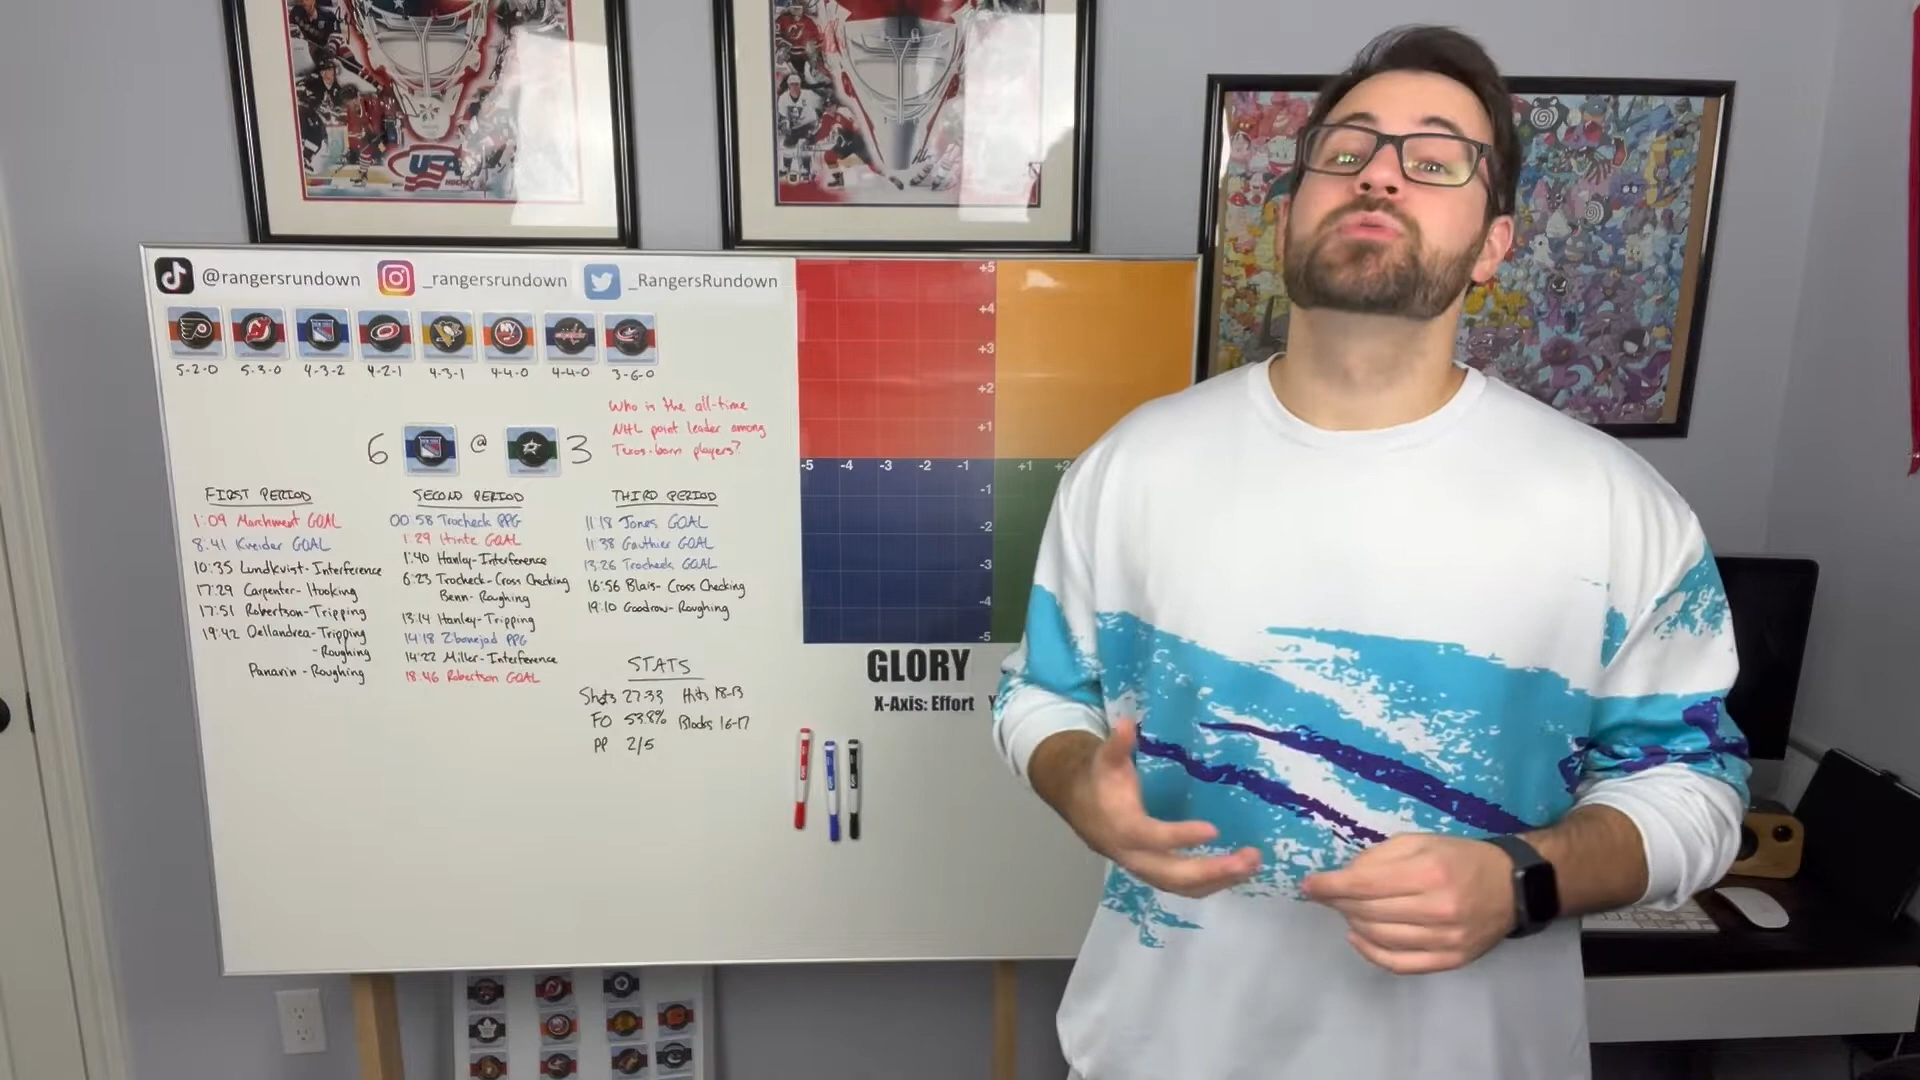 USA
HOCKEY
@rangersrundown _rangersrundown _RangersRundown
5-2-0 5-3-0 4-3-2 4-2-1 4-3-1 4-4-0 4-4-0 3-6-0
Who is the all-time
NHL point leader among
Texas-born players?
6 @ 3
FIRST PERIOD
1:09 Marchment GOAL
8:41 Kreider GOAL
10:35 Lundkvist-Interference
17:29 Carpenter-Hooking
17:51 Robertson-Tripping
19:42 Dellandrea-Tripping
-Roughing
Panarin-Roughing
SECOND PERIOD
00:58 Trocheck PPG
1:29 Hintz GOAL
1:40 Hanley-Interference
6:23 Trocheck-Cross Checking
Benn-Roughing
13:14 Hanley-Tripping
14:18 Zibanejad PPG
14:22 Miller-Interference
18:46 Robertson GOAL
THIRD PERIOD
11:18 Jones GOAL
11:38 Gauthier GOAL
13:26 Trocheck GOAL
16:56 Blais-Cross Checking
19:10 Goodrow-Roughing
STATS
Shots 27-33 Hits 18-13
FO 53.8% Blocks 16-17
PP 2/5
+5
+4
+3
+2
+1
-5 -4 -3 -2 -1 +1 +2
-1
-2
-3
-4
-5
GLORY
X-Axis: Effort Y